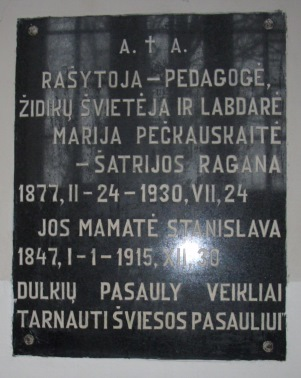 A. † A.
RAŠYTOJA – PEDAGOGĖ,
ŽIDIKŲ ŠVIETĖJA IR LABDARĖ
MARIJA PEČKAUSKAITĖ
– ŠATRIJOS RAGANA
1877, II – 24 – 1930, VII, 24
JOS MAMATĖ STANISLAVA
1847, I – 1 – 1915, XII 30
„DULKIŲ PASAULY VEIKLIAI
TARNAUTI ŠVIESOS PASAULIUI"